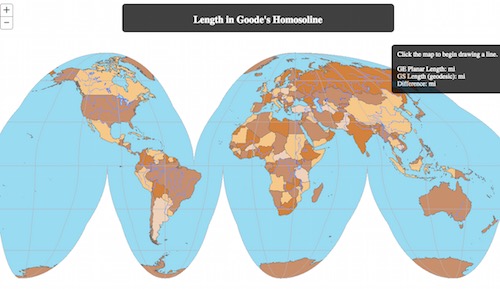 +
Length in Goode's Homosoline
−
Click the map to begin drawing a line.
GE Planar Length: mi
GS Length (geodesic): mi
Difference: mi